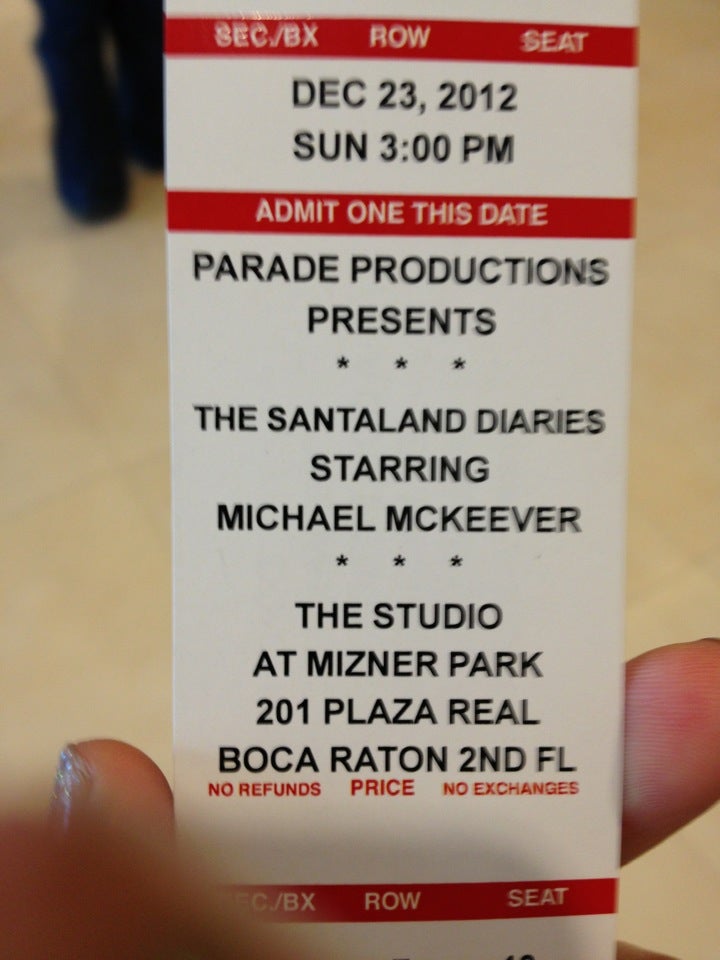 SEC./BX ROW SEAT
DEC 23, 2012
SUN 3:00 PM
ADMIT ONE THIS DATE
PARADE PRODUCTIONS
PRESENTS
* * *
THE SANTALAND DIARIES
STARRING
MICHAEL MCKEEVER
* * *
THE STUDIO
AT MIZNER PARK
201 PLAZA REAL
BOCA RATON 2ND FL
NO REFUNDS PRICE NO EXCHANGES
SEC./BX ROW SEAT